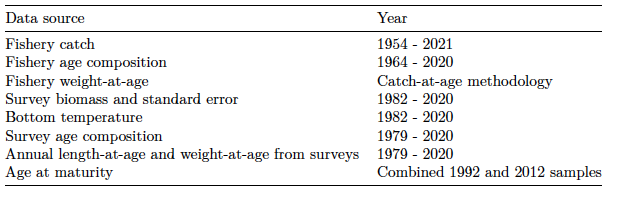 Data source Year
Fishery catch 1954 - 2021
Fishery age composition 1964 - 2020
Fishery weight-at-age Catch-at-age methodology
Survey biomass and standard error 1982 - 2020
Bottom temperature 1982 - 2020
Survey age composition 1979 - 2020
Annual length-at-age and weight-at-age from surveys 1979 - 2020
Age at maturity Combined 1992 and 2012 samples